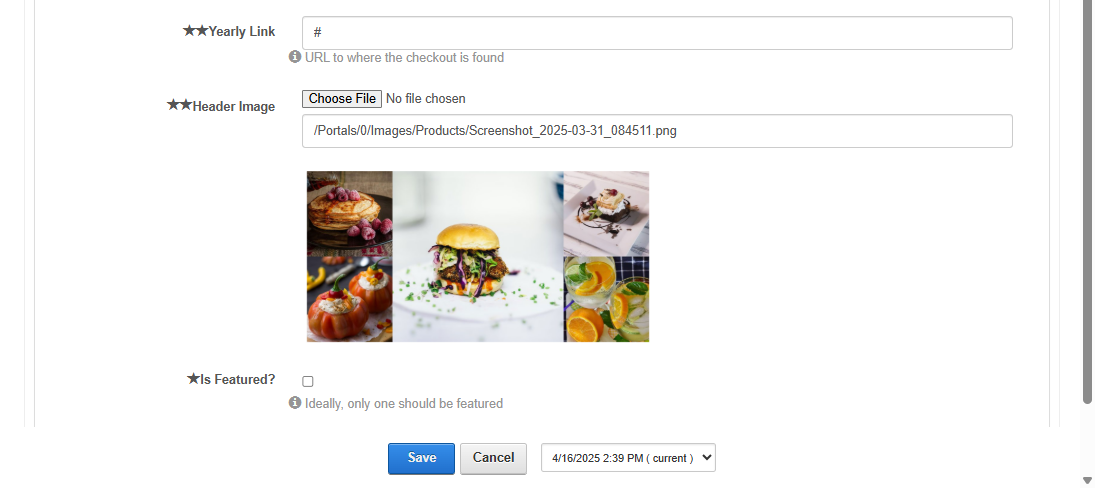 ★★Yearly Link
#
URL to where the checkout is found
★★Header Image
Choose File No file chosen
/Portals/0/Images/Products/Screenshot_2025-03-31_084511.png
★Is Featured?
Ideally, only one should be featured
Save Cancel 4/16/2025 2:39 PM ( current )